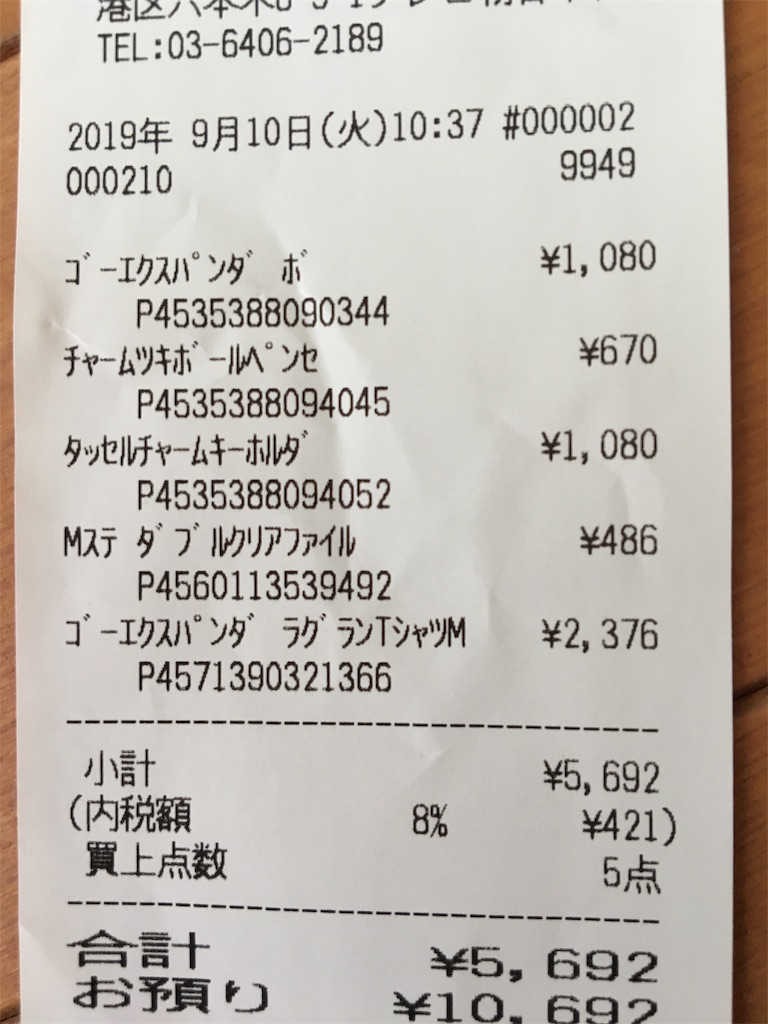 TEL:03-6406-2189
2019年 9月10日(火)10:37 #000002
000210 9949
ゴーエクスパンダ ボ ¥1,080
P4535388090344
チャームツキボールペンセ ¥670
P4535388094045
タッセルチャームキーホルダ ¥1,080
P4535388094052
Mステ ダブルクリアファイル ¥486
P4560113539492
ゴーエクスパンダ ラグランTシャツM ¥2,376
P4571390321366
小計 ¥5,692
(内税額 8% ¥421)
買上点数 5点
合計 ¥5,692
お預り ¥10,692